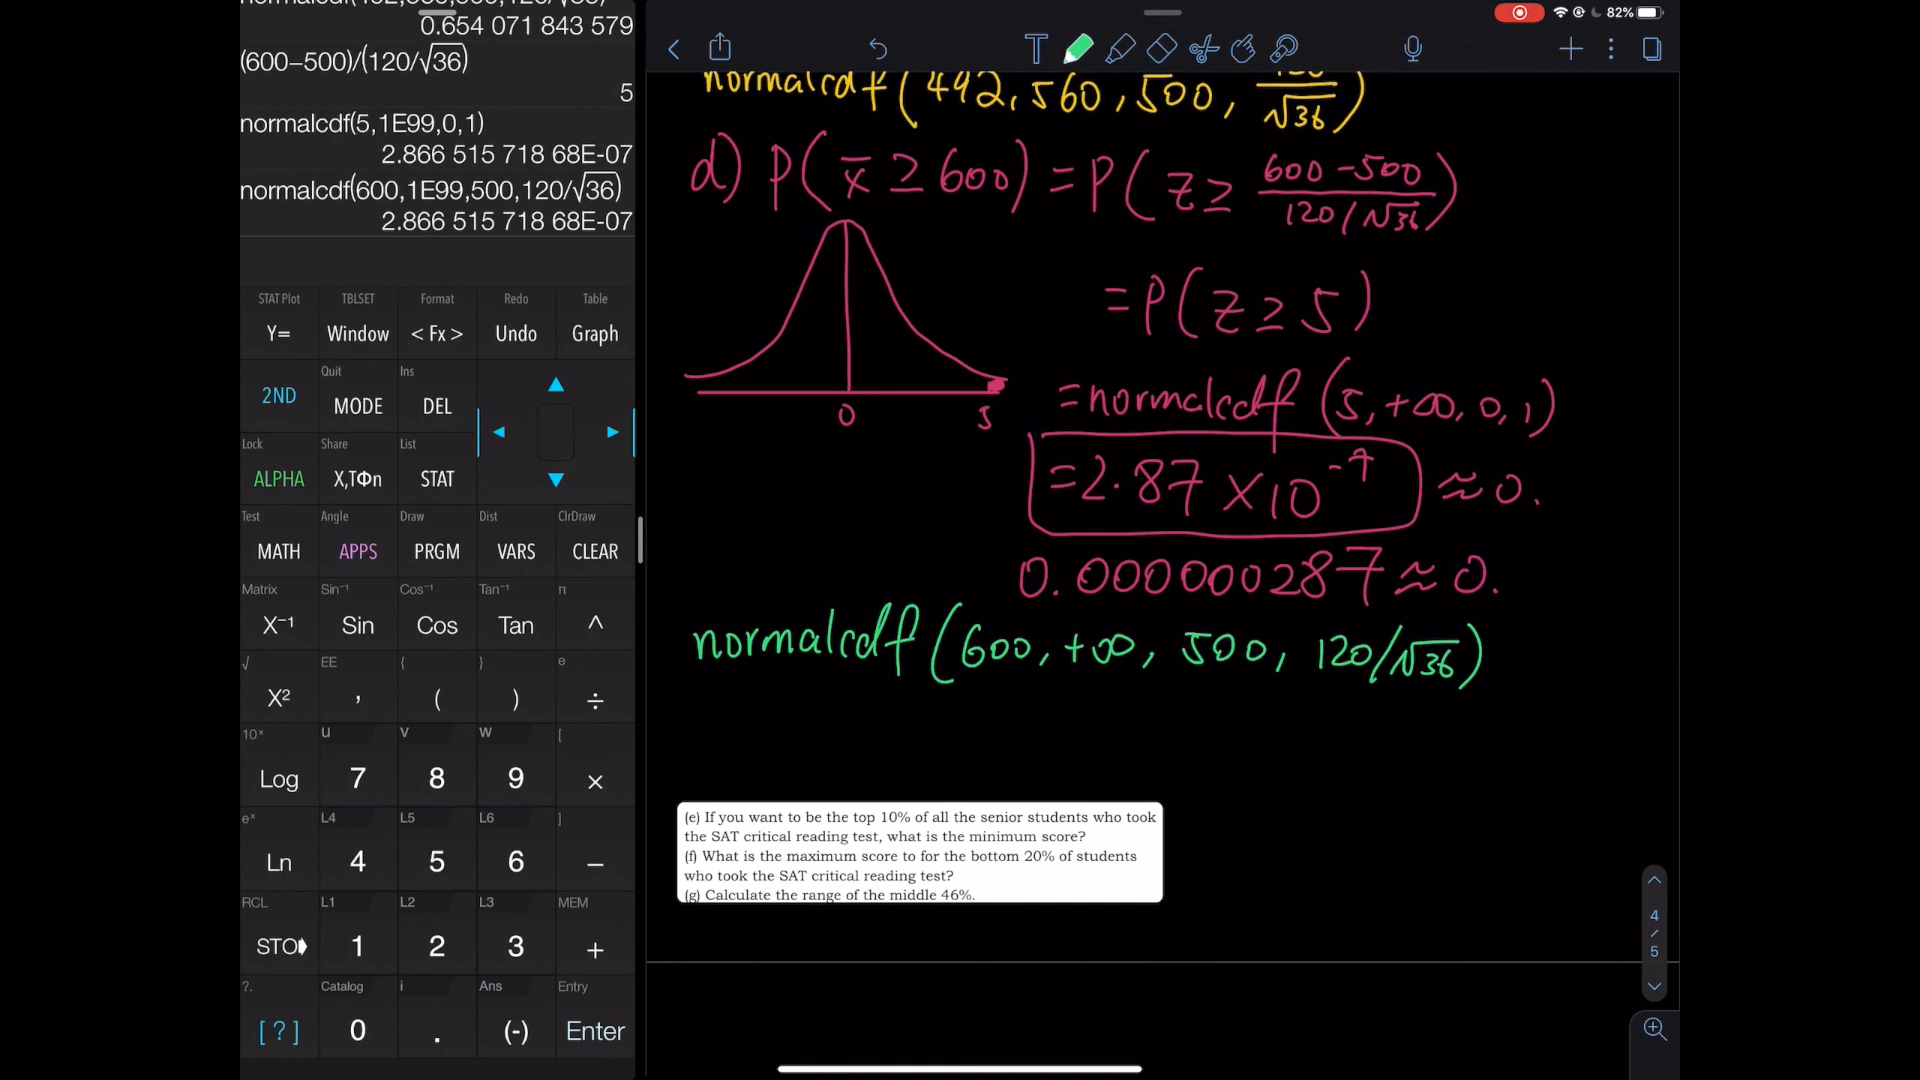 0.654 071 843 579
(600–500)/(120/√36)
5
normalcdf(5,1E99,0,1)
2.866 515 718 68E-07
normalcdf(600,1E99,500,120/√36)
2.866 515 718 68E-07
STAT Plot TBLSET Format Redo Table
Y= Window < Fx > Undo Graph
Quit Ins
2ND MODE DEL
Lock Share List
ALPHA X,TΦn STAT
Test Angle Draw Dist ClrDraw
MATH APPS PRGM VARS CLEAR
Matrix Sin⁻¹ Cos⁻¹ Tan⁻¹ π
X⁻¹ Sin Cos Tan ^
√ EE { } e
X² , ( ) ÷
10ˣ u v w [
Log 7 8 9 ×
eˣ L4 L5 L6 ]
Ln 4 5 6 –
RCL L1 L2 L3 MEM
STO 1 2 3 +
?. Catalog i Ans Entry
[ ? ] 0 . (-) Enter
82%
T
normalcdf(492,560,500, 120/√36)
d) P(x̄ ≥ 600) = P(z ≥ (600-500)/(120/√36))
= P(z ≥ 5)
0 5
= normalcdf (5,+∞,0,1)
= 2.87 × 10⁻⁷ ≈ 0.
0.000000287 ≈ 0.
normalcdf(600,+∞, 500, 120/√36)
(e) If you want to be the top 10% of all the senior students who took
the SAT critical reading test, what is the minimum score?
(f) What is the maximum score to for the bottom 20% of students
who took the SAT critical reading test?
(g) Calculate the range of the middle 46%.
4
/
5